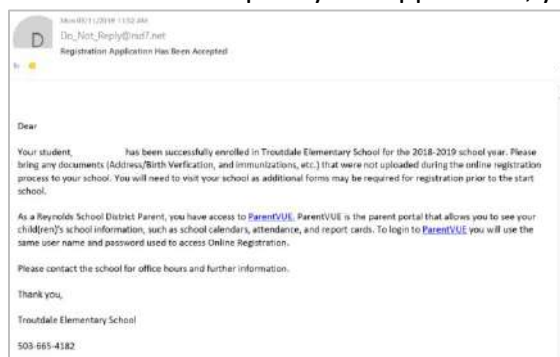 D
Do_Not_Reply@rsd7.net
Registration Application Has Been Accepted
To
Dear
Your student, has been successfully enrolled in Troutdale Elementary School for the 2018-2019 school year. Please
bring any documents (Address/Birth Verfication, and immunizations, etc.) that were not uploaded during the online registration
process to your school. You will need to visit your school as additional forms may be required for registration prior to the start
school.
As a Reynolds School District Parent, you have access to ParentVUE. ParentVUE is the parent portal that allows you to see your
child(ren)'s school information, such as school calendars, attendance, and report cards. To login to ParentVUE you will use the
same user name and password used to access Online Registration.
Please contact the school for office hours and further information.
Thank you,
Troutdale Elementary School
503-665-4182